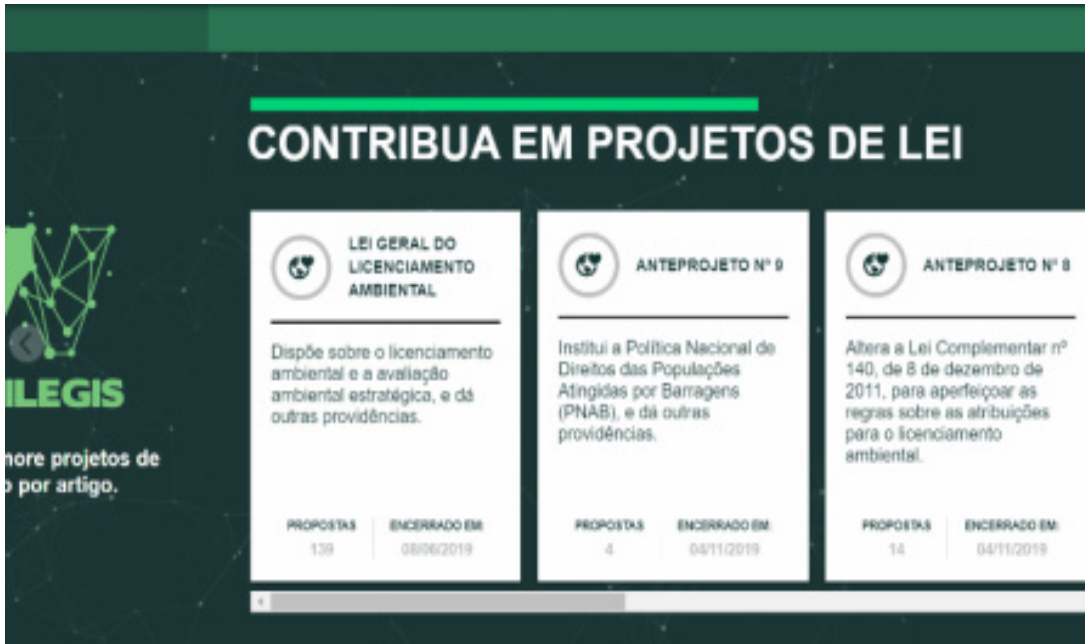 CONTRIBUA EM PROJETOS DE LEI
LEI GERAL DO
LICENCIAMENTO
AMBIENTAL
Dispõe sobre o licenciamento
ambiental e a avaliação
ambiental estratégica, e dá
outras providências.
PROPOSTAS
ENCERRADO EM:
139
08/06/2019
ANTEPROJETO Nº 9
Institui a Política Nacional de
Direitos das Populações
Atingidas por Barragens
(PNAB), e dá outras
providências.
PROPOSTAS
ENCERRADO EM:
4
04/11/2019
ANTEPROJETO Nº 8
Altera a Lei Complementar nº
140, de 8 de dezembro de
2011, para aperfeiçoar as
regras sobre as atribuições
para o licenciamento
ambiental.
PROPOSTAS
ENCERRADO EM:
14
04/11/2019
ILEGIS
nore projetos de
o por artigo.